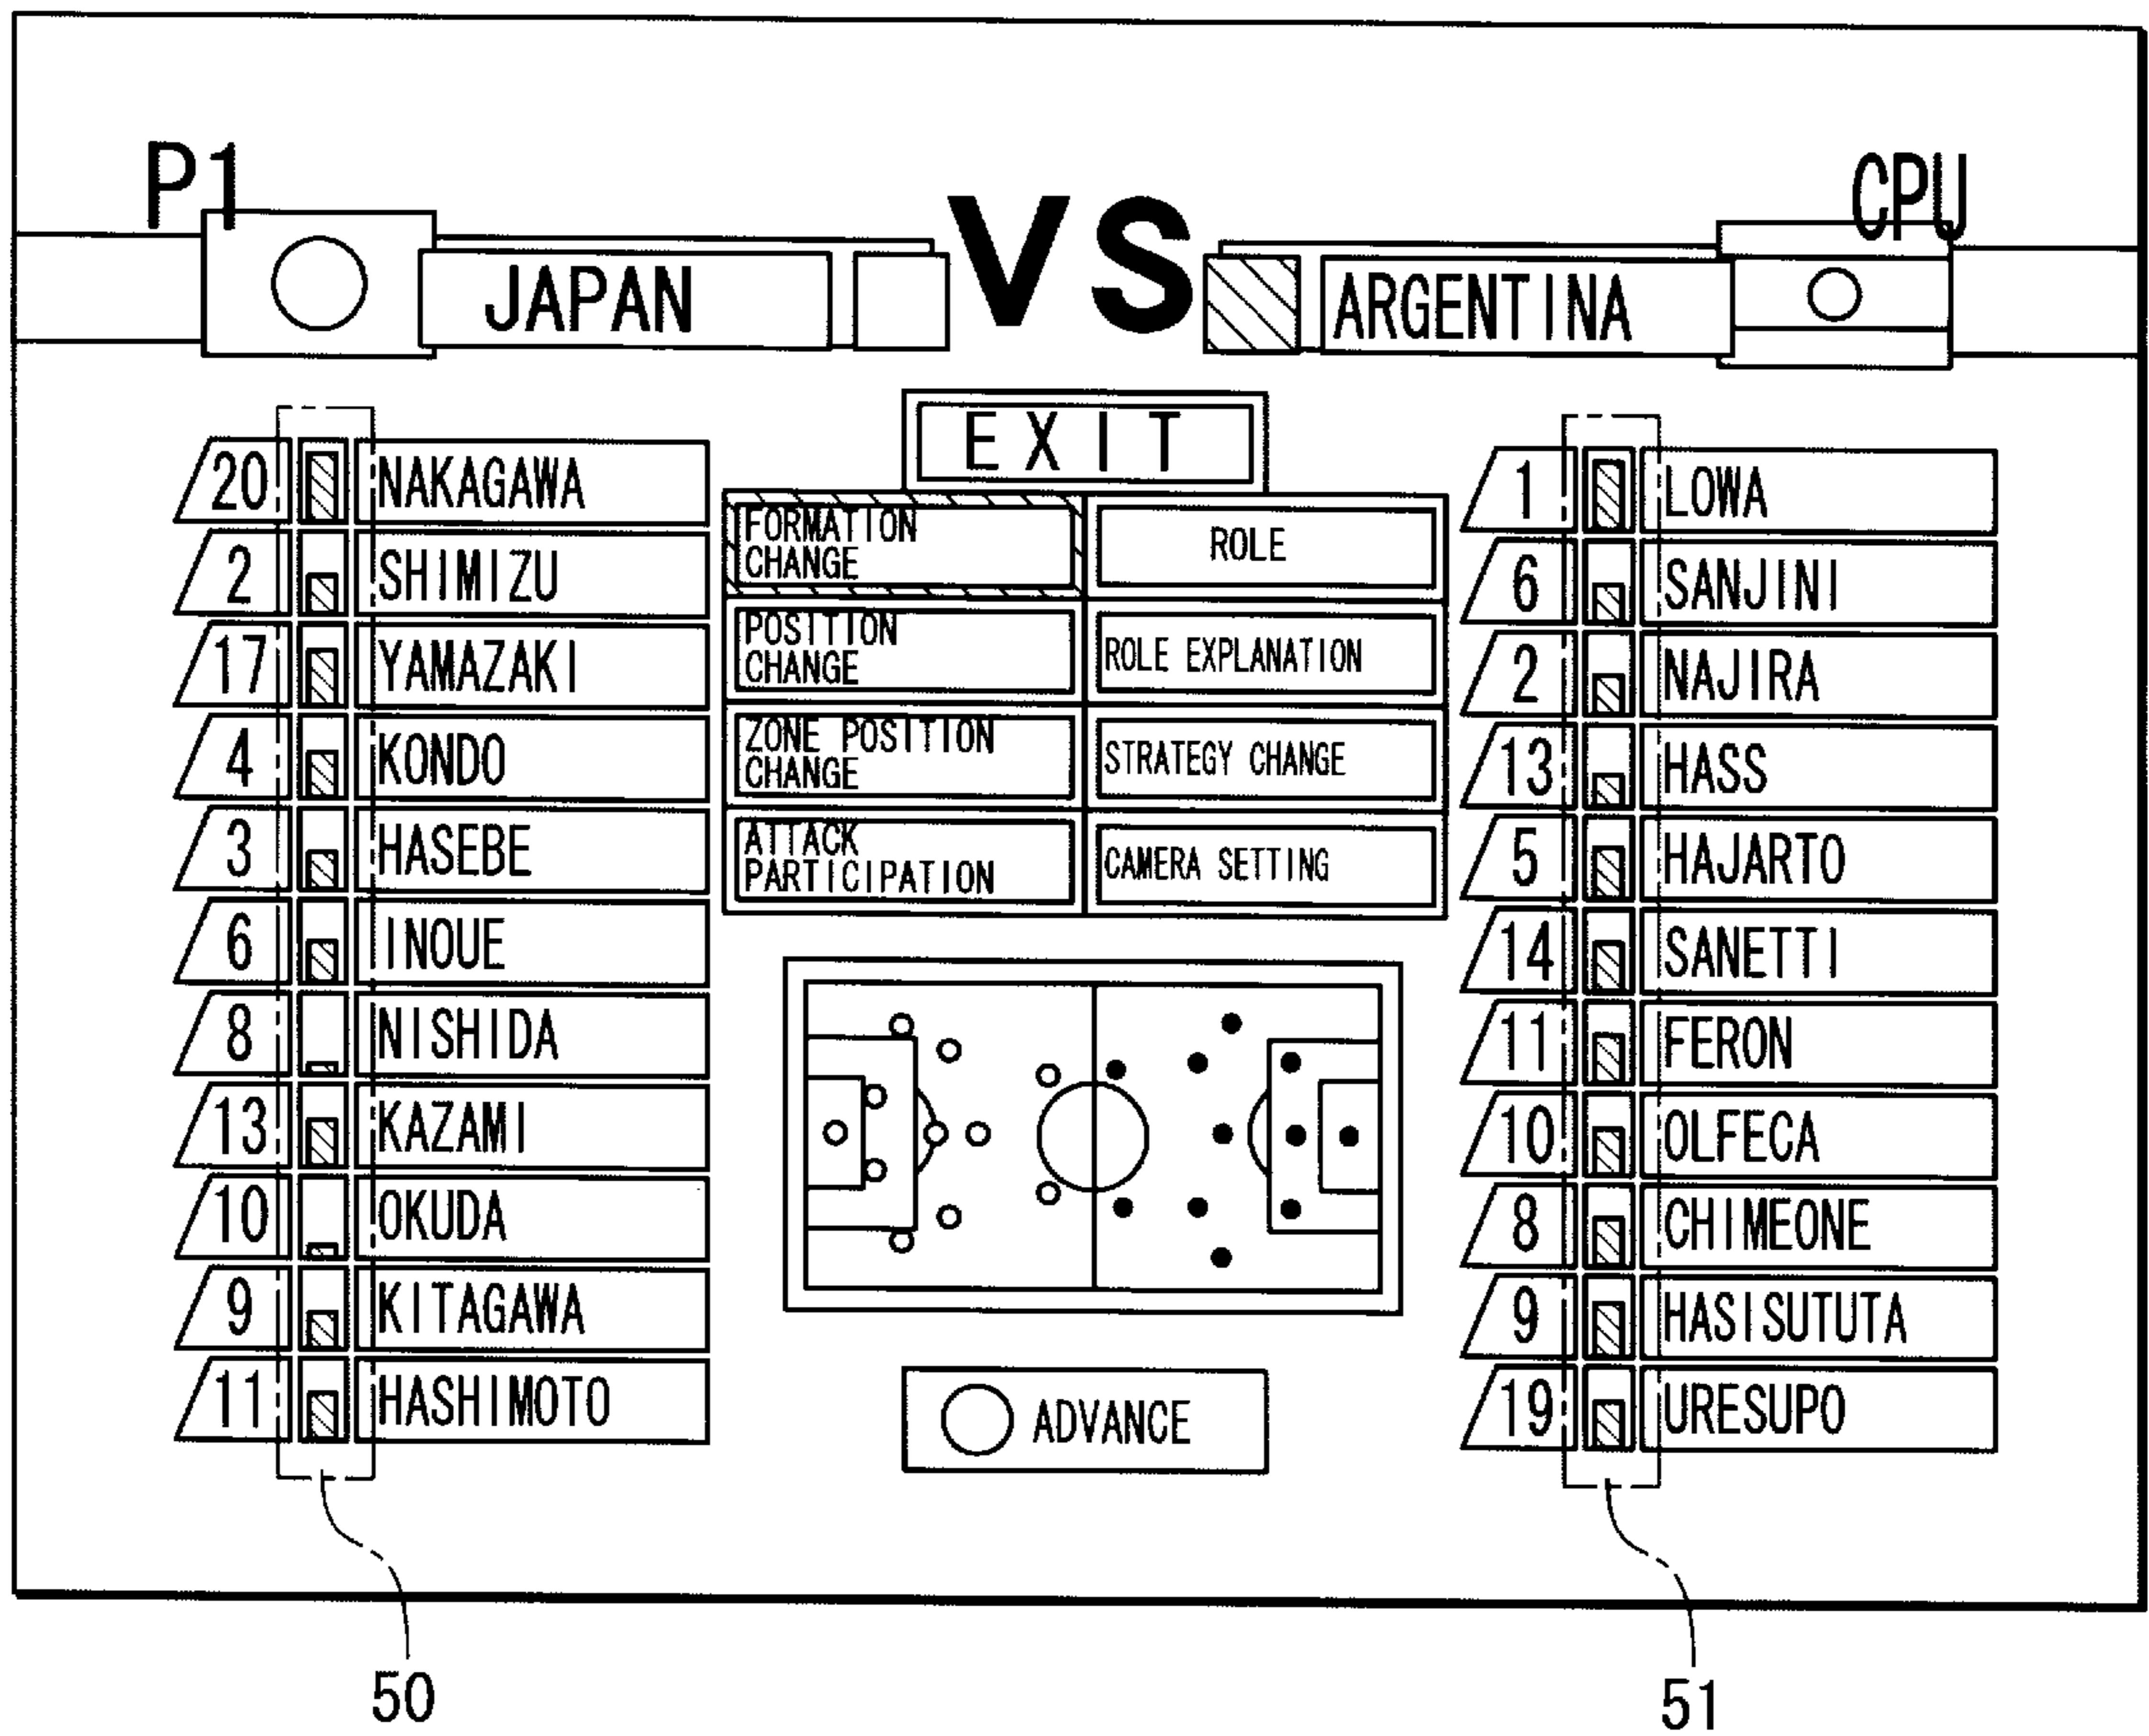 P1
CPU
JAPAN
VS
ARGENTINA
EXIT
20 NAKAGAWA
2 SHIMIZU
17 YAMAZAKI
4 KONDO
3 HASEBE
6 INOUE
8 NISHIDA
13 KAZAMI
10 OKUDA
9 KITAGAWA
11 HASHIMOTO
FORMATION
CHANGE
ROLE
POSITION
CHANGE
ROLE EXPLANATION
ZONE POSITION
CHANGE
STRATEGY CHANGE
ATTACK
PARTICIPATION
CAMERA SETTING
ADVANCE
1 LOWA
6 SANJINI
2 NAJIRA
13 HASS
5 HAJARTO
14 SANETTI
11 FERON
10 OLFECA
8 CHIMEONE
9 HASISUTUTA
19 URESUPO
50
51